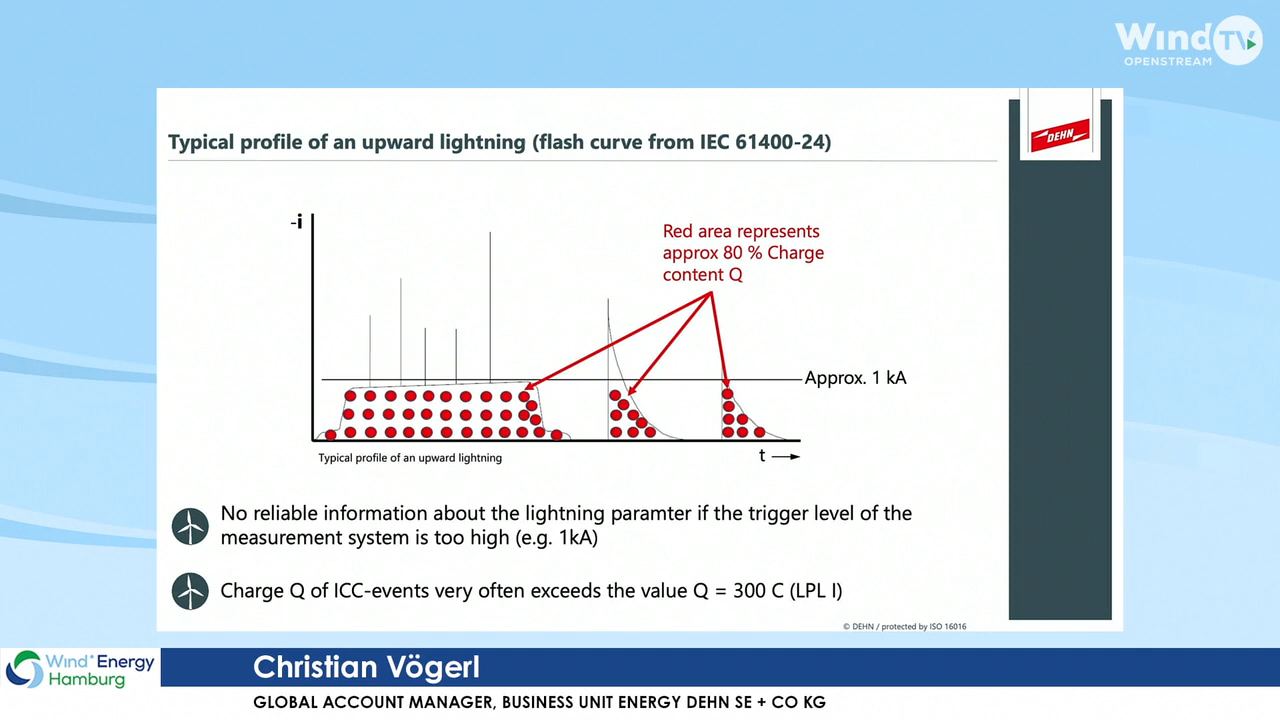 Wind TV
OPENSTREAM
Typical profile of an upward lightning (flash curve from IEC 61400-24)
DEHN
-i
Red area represents
approx 80 % Charge
content Q
Approx. 1 kA
Typical profile of an upward lightning
t
No reliable information about the lightning paramter if the trigger level of the
measurement system is too high (e.g. 1kA)
Charge Q of ICC-events very often exceeds the value Q = 300 C (LPL I)
© DEHN / protected by ISO 16016
Wind Energy
Hamburg
Christian Vögerl
GLOBAL ACCOUNT MANAGER, BUSINESS UNIT ENERGY DEHN SE + CO KG